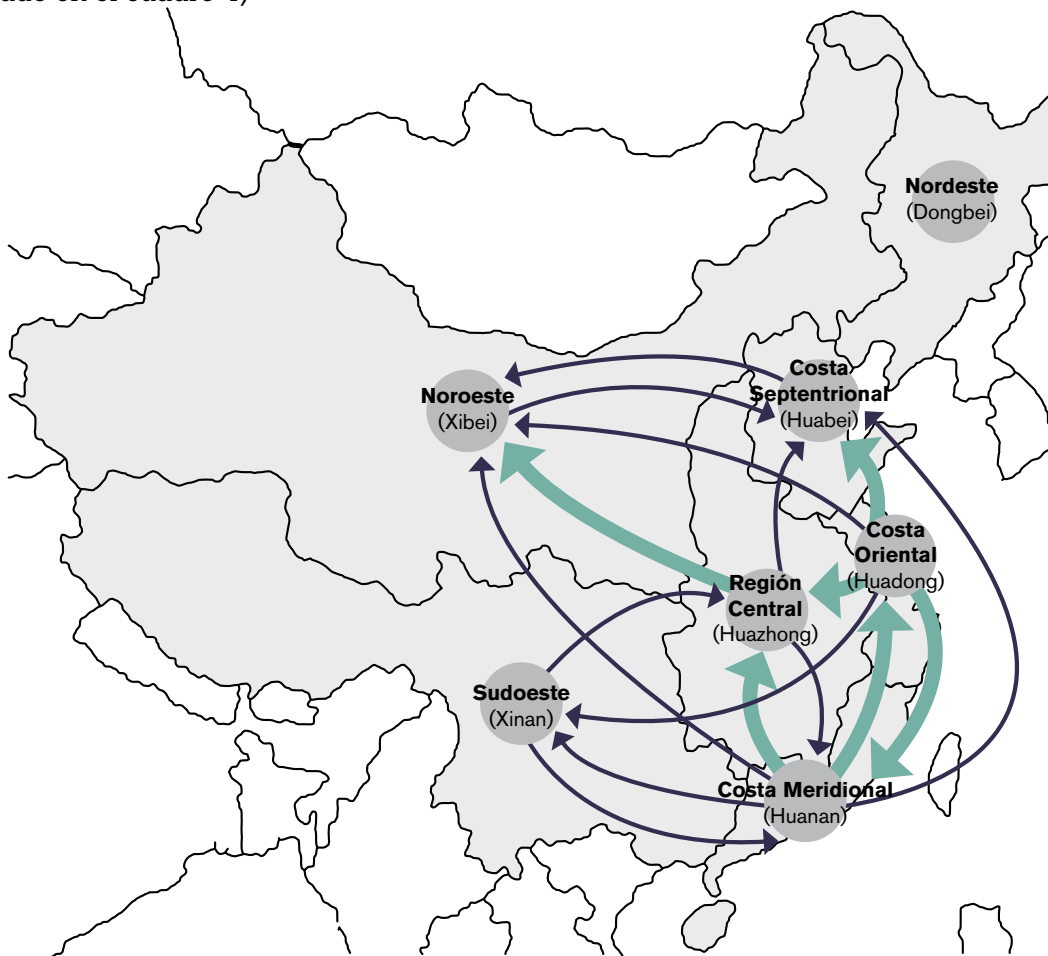 Nordeste
(Dongbei)
Costa
Septentrional
(Huabei)
Noroeste
(Xibei)
Costa
Oriental
(Huadong)
Región
Central
(Huazhong)
Sudoeste
(Xinan)
Costa Meridional
(Huanan)